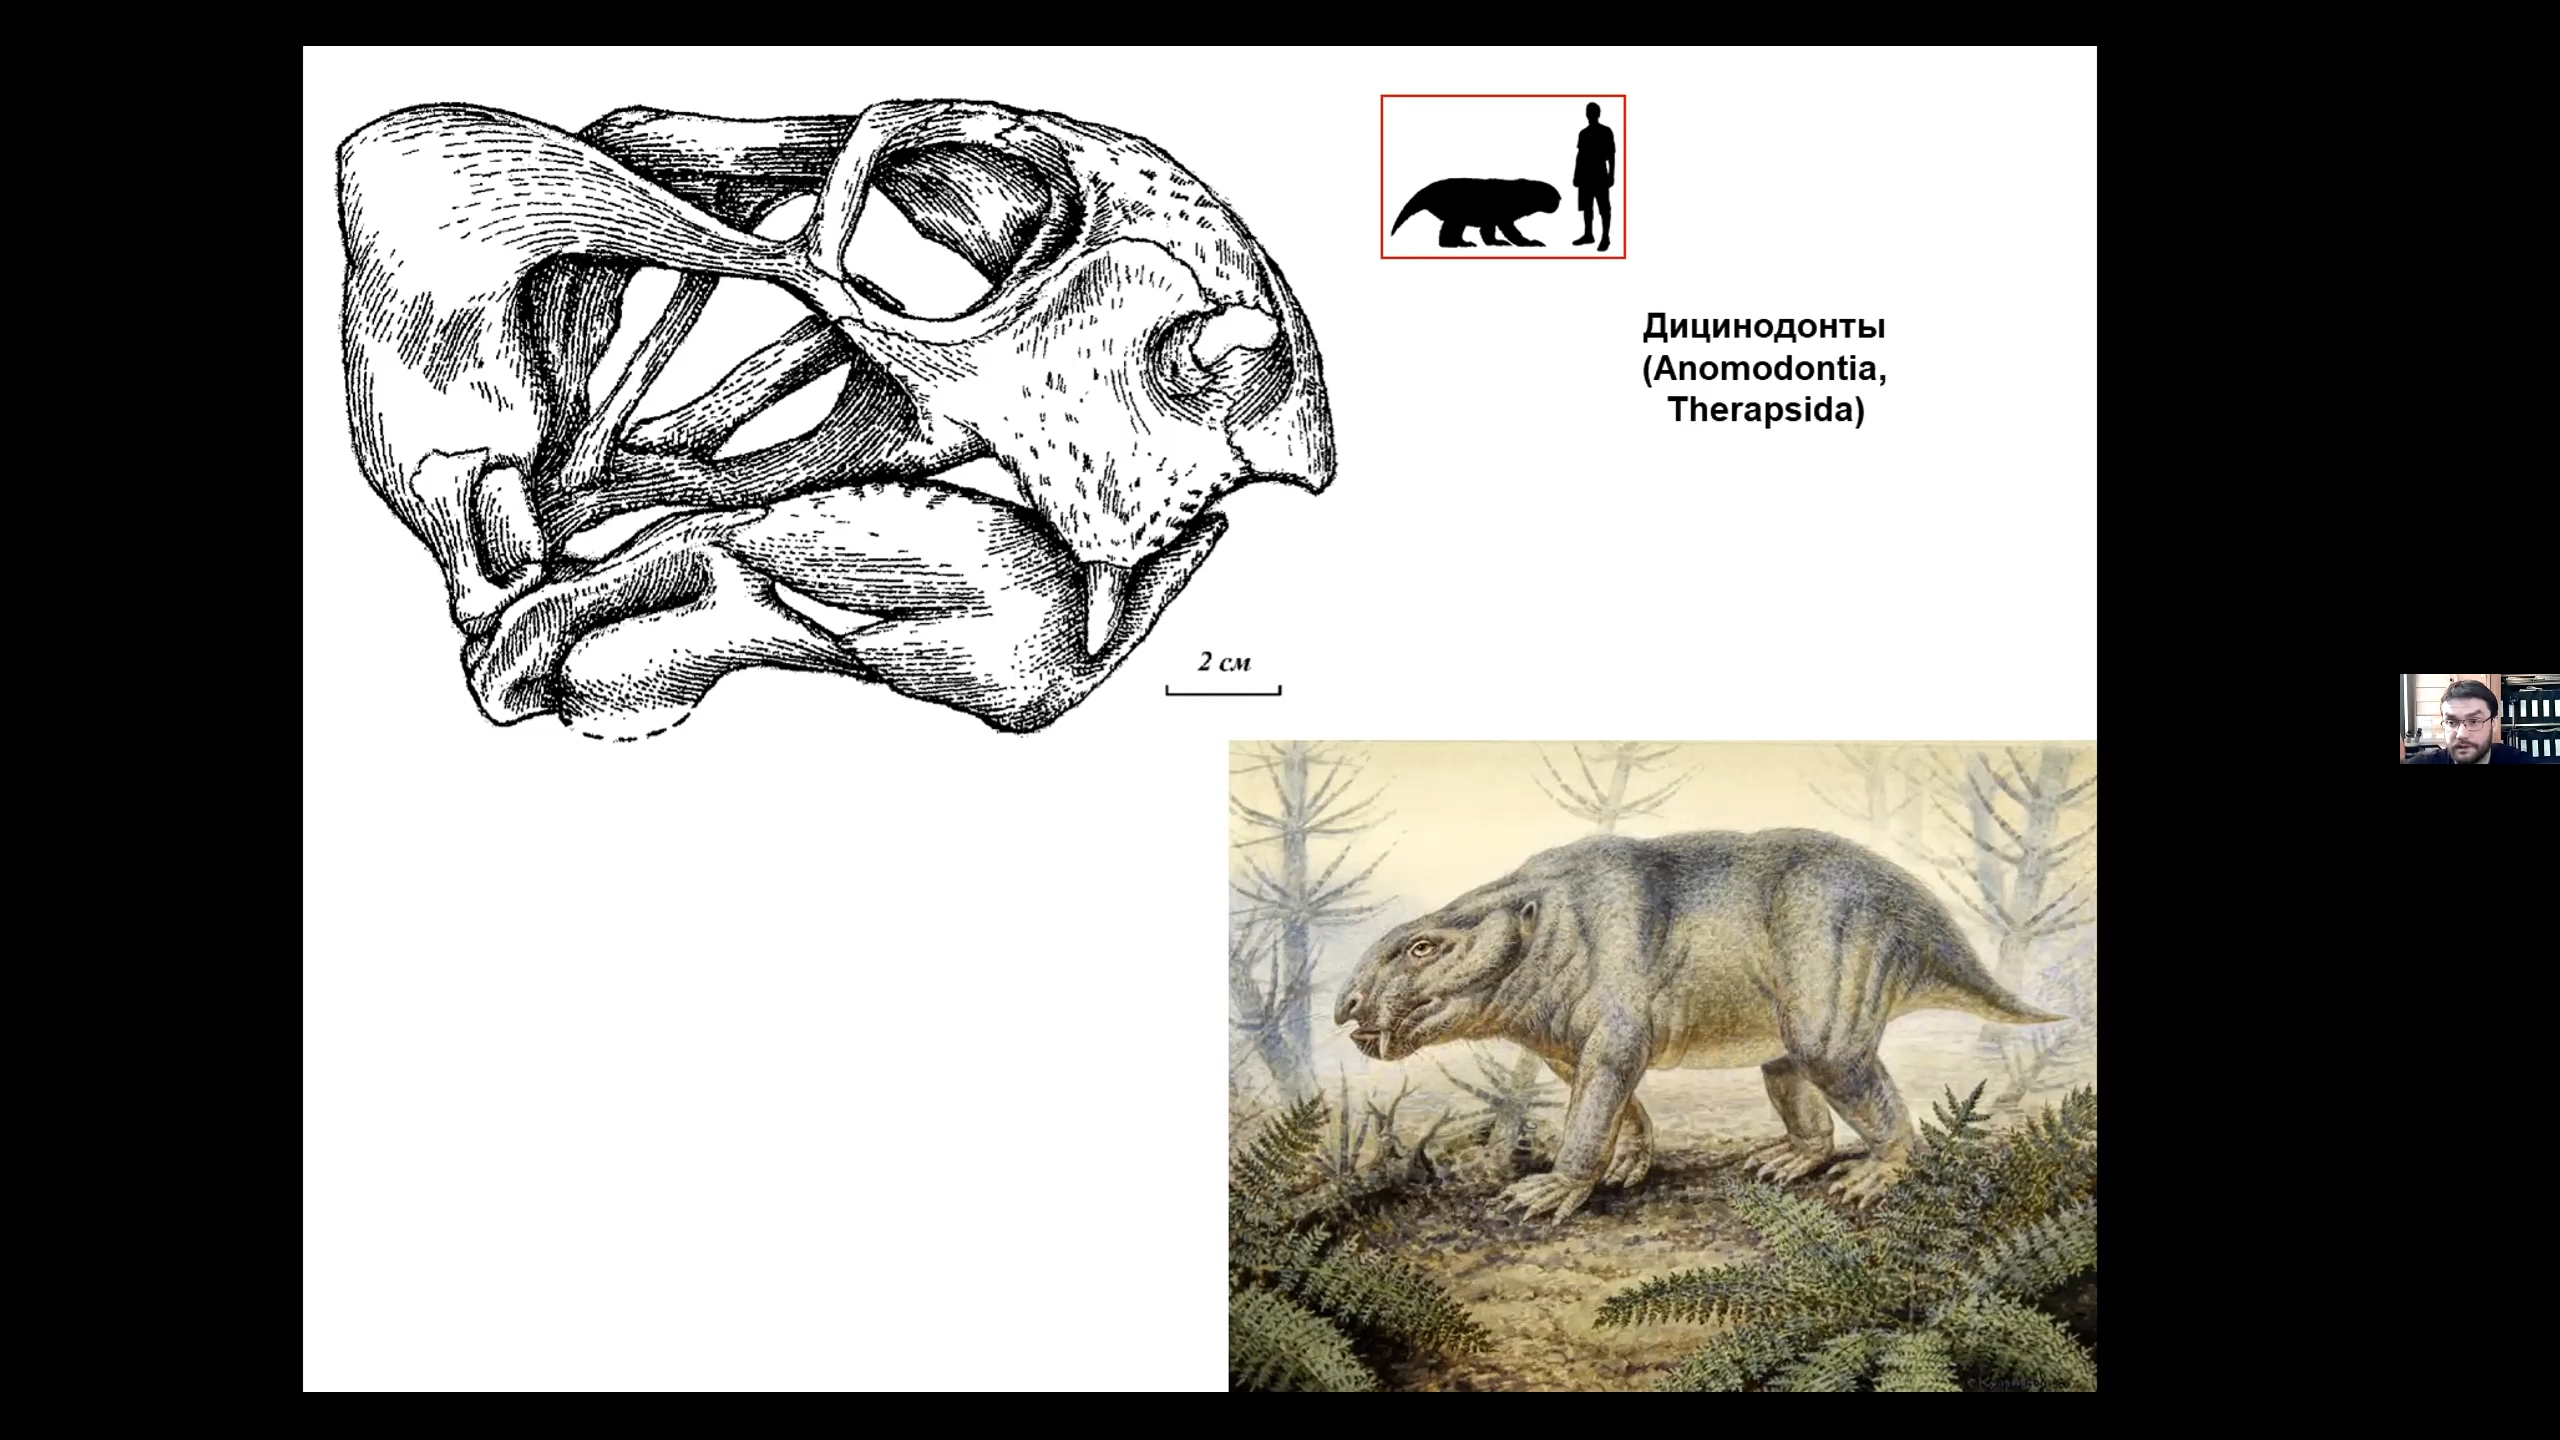 Дицинодонты
(Anomodontia,
Therapsida)
2 см